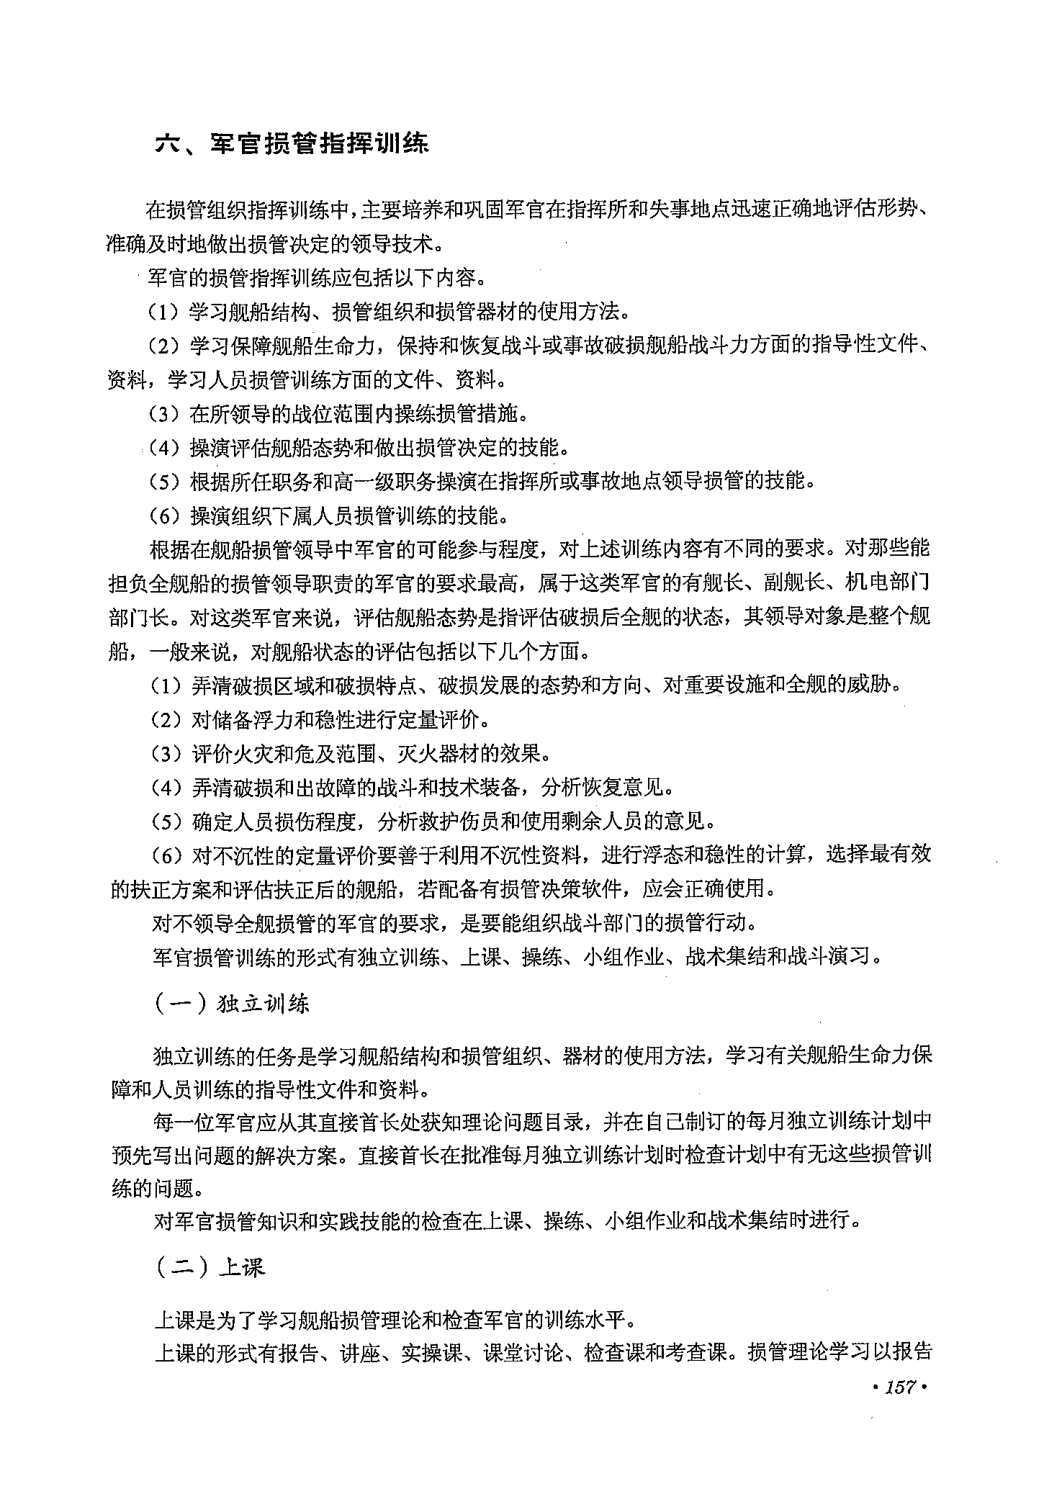 六、军官损管指挥训练
在损管组织指挥训练中,主要培养和巩固军官在指挥所和失事地点迅速正确地评估形势、
准确及时地做出损管决定的领导技术。
军官的损管指挥训练应包括以下内容。
（1）学习舰船结构、损管组织和损管器材的使用方法。
（2）学习保障舰船生命力，保持和恢复战斗或事故破损舰船战斗力方面的指导性文件、
资料，学习人员损管训练方面的文件、资料。
（3）在所领导的战位范围内操练损管措施。
（4）操演评估舰船态势和做出损管决定的技能。
（5）根据所任职务和高一级职务操演在指挥所或事故地点领导损管的技能。
（6）操演组织下属人员损管训练的技能。
根据在舰船损管领导中军官的可能参与程度，对上述训练内容有不同的要求。对那些能
担负全舰船的损管领导职责的军官的要求最高，属于这类军官的有舰长、副舰长、机电部门
部门长。对这类军官来说，评估舰船态势是指评估破损后全舰的状态，其领导对象是整个舰
船，一般来说，对舰船状态的评估包括以下几个方面。
（1）弄清破损区域和破损特点、破损发展的态势和方向、对重要设施和全舰的威胁。
（2）对储备浮力和稳性进行定量评价。
（3）评价火灾和危及范围、灭火器材的效果。
（4）弄清破损和出故障的战斗和技术装备，分析恢复意见。
（5）确定人员损伤程度，分析救护伤员和使用剩余人员的意见。
（6）对不沉性的定量评价要善于利用不沉性资料，进行浮态和稳性的计算，选择最有效
的扶正方案和评估扶正后的舰船，若配备有损管决策软件，应会正确使用。
对不领导全舰损管的军官的要求，是要能组织战斗部门的损管行动。
军官损管训练的形式有独立训练、上课、操练、小组作业、战术集结和战斗演习。
（一）独立训练
独立训练的任务是学习舰船结构和损管组织、器材的使用方法，学习有关舰船生命力保
障和人员训练的指导性文件和资料。
每一位军官应从其直接首长处获知理论问题目录，并在自己制订的每月独立训练计划中
预先写出问题的解决方案。直接首长在批准每月独立训练计划时检查计划中有无这些损管训
练的问题。
对军官损管知识和实践技能的检查在上课、操练、小组作业和战术集结时进行。
（二）上课
上课是为了学习舰船损管理论和检查军官的训练水平。
上课的形式有报告、讲座、实操课、课堂讨论、检查课和考查课。损管理论学习以报告
·157·